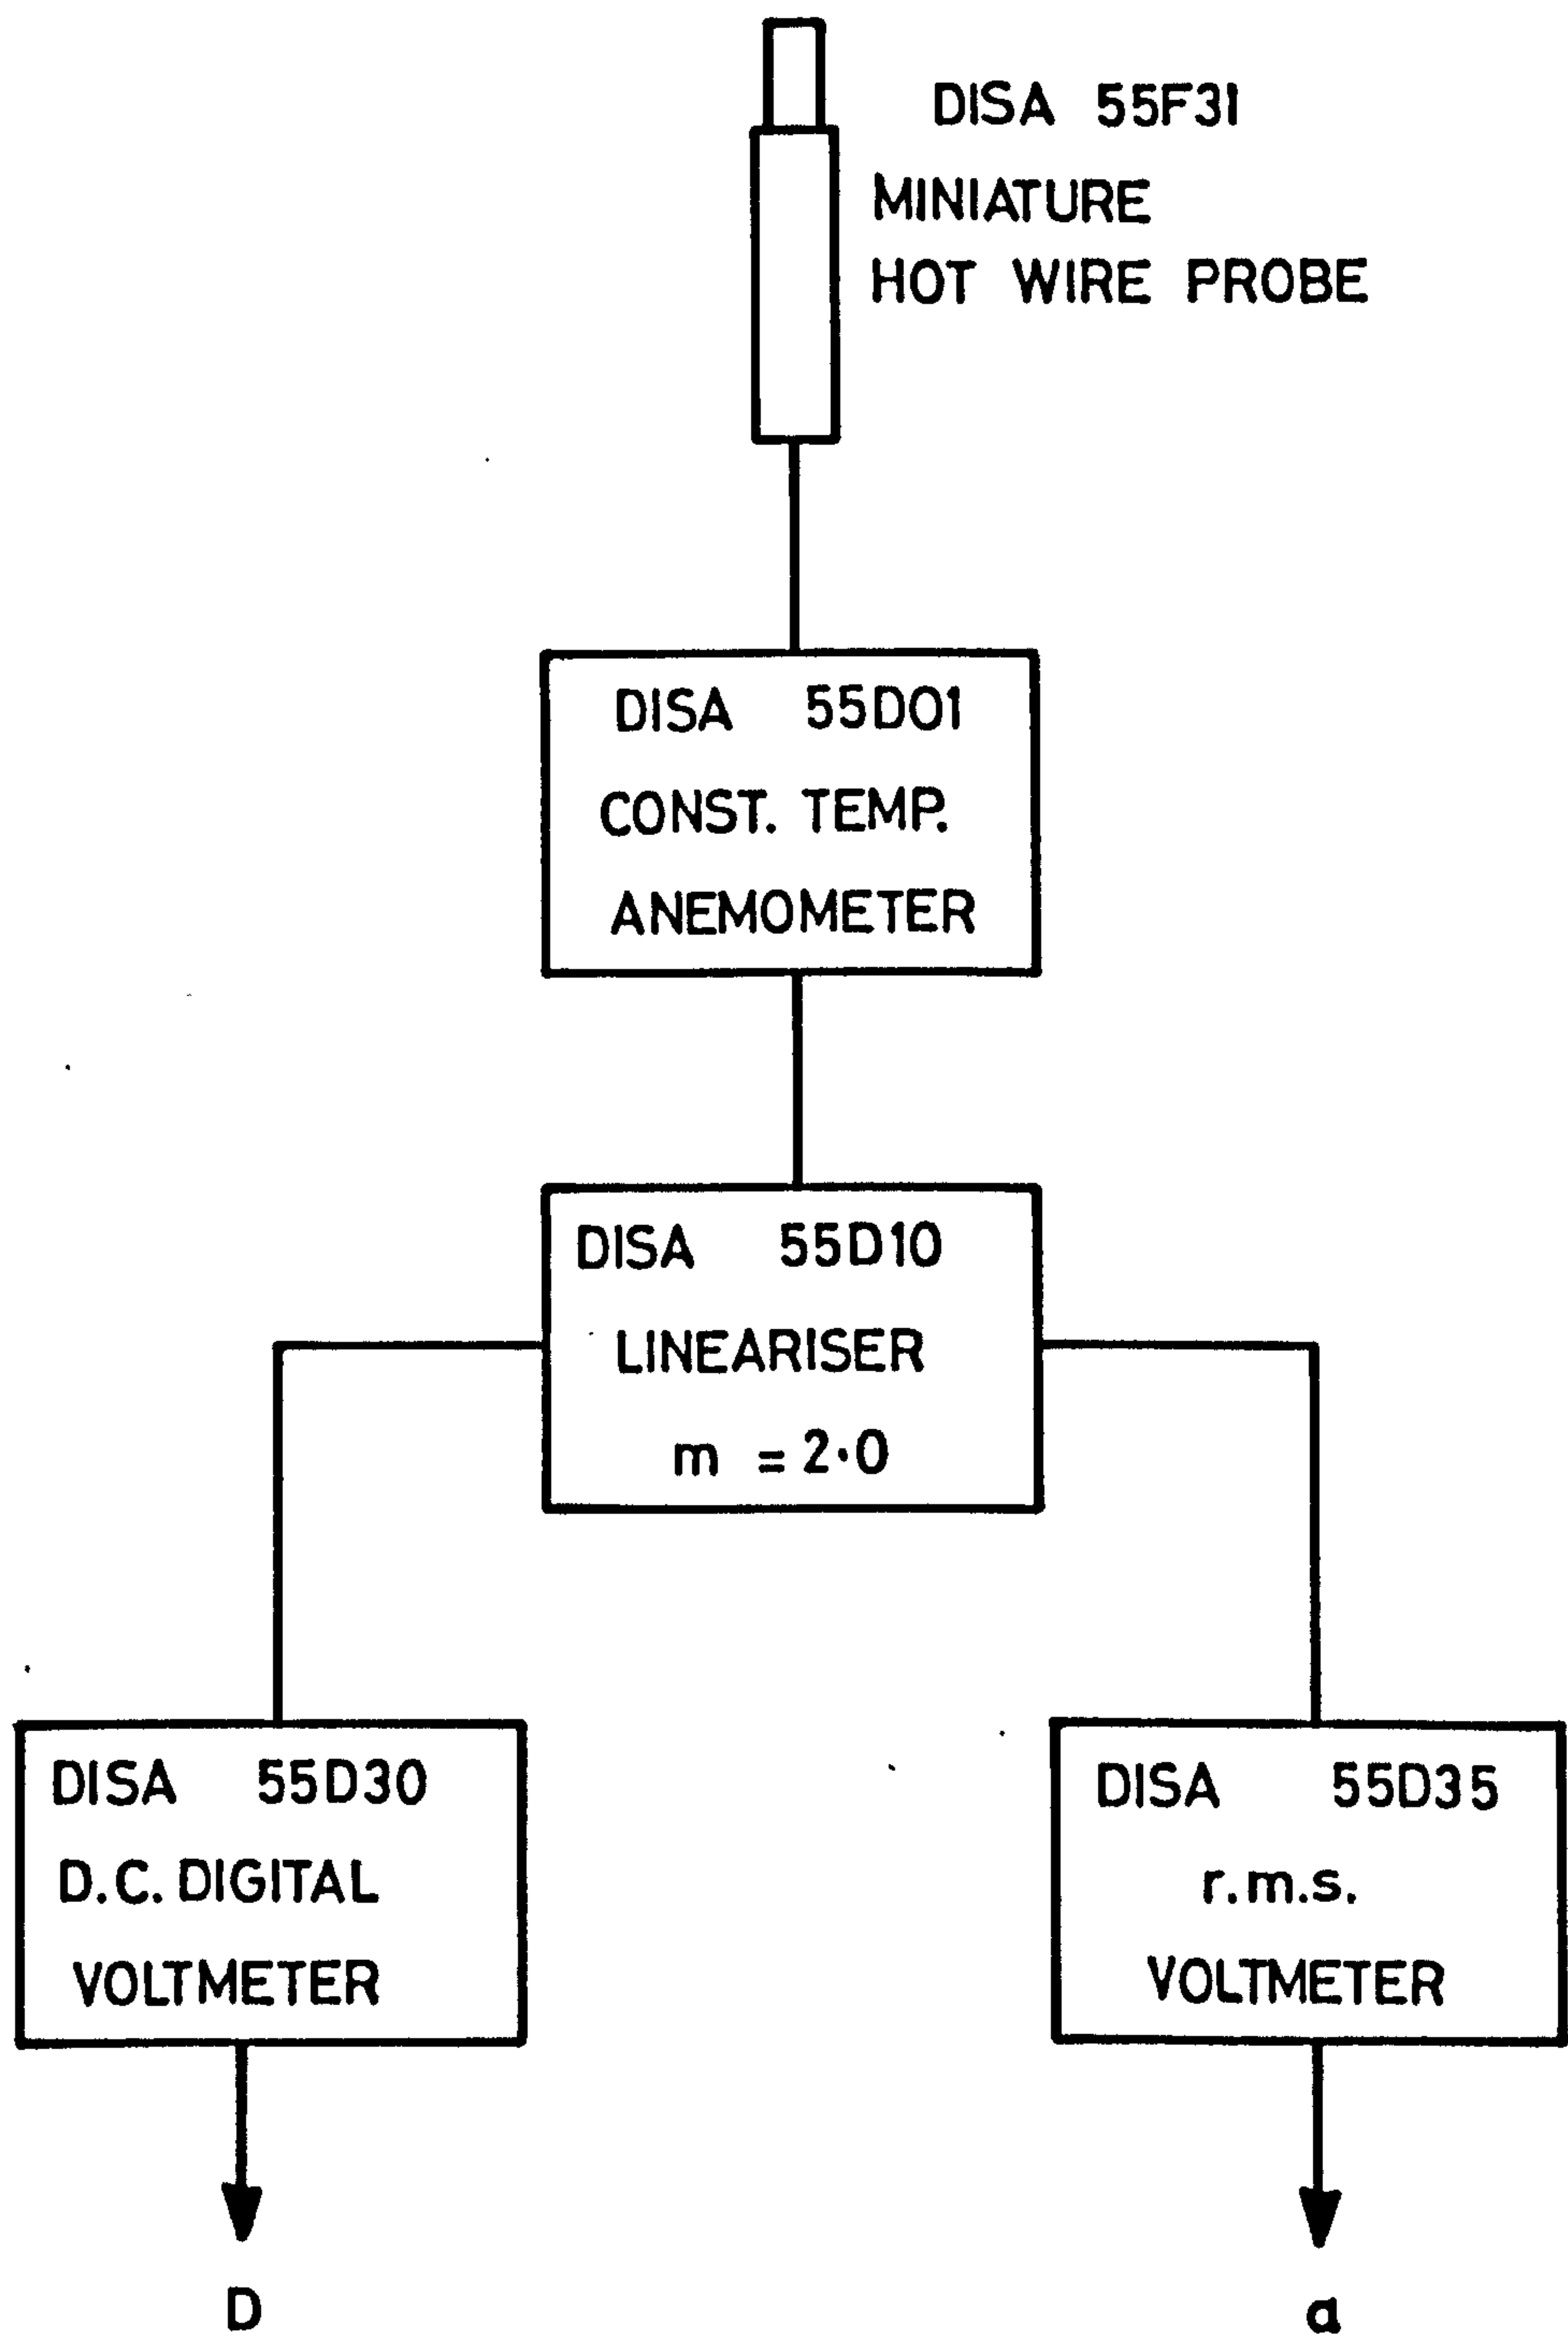 DISA 55F31
MINIATURE
HOT WIRE PROBE
DISA 55D01
CONST. TEMP.
ANEMOMETER
DISA 55D10
LINEARISER
m = 2·0
DISA 55D30
D.C. DIGITAL
VOLTMETER
DISA 55D35
r.m.s.
VOLTMETER
D
a